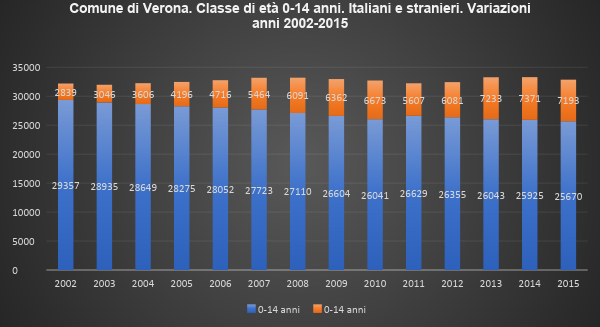 Comune di Verona. Classe di età 0-14 anni. Italiani e stranieri. Variazioni
anni 2002-2015
35000
30000
25000
20000
15000
10000
5000
0
2839 3046 3606 4196 4716 5464 6091 6362 6673 5607 6081 7233 7371 7193
29357 28935 28649 28275 28052 27723 27110 26604 26041 26629 26355 26043 25925 25670
2002 2003 2004 2005 2006 2007 2008 2009 2010 2011 2012 2013 2014 2015
0-14 anni 0-14 anni